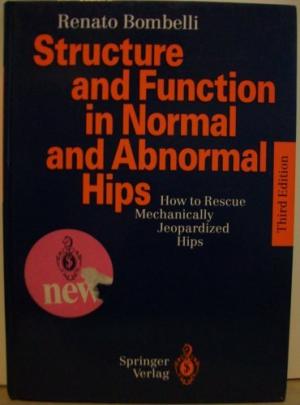 Renato Bombelli
Structure
and Function
in Normal
and Abnormal
Hips
How to Rescue
Mechanically
Jeopardized
Hips
Third Edition
new
Springer
Verlag